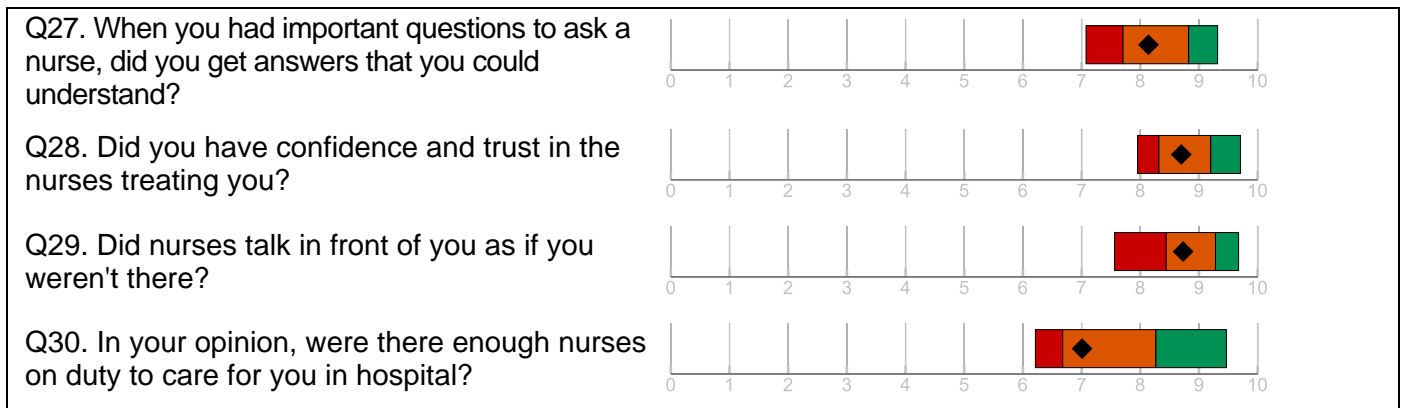 Q27. When you had important questions to ask a
nurse, did you get answers that you could
understand?
0 1 2 3 4 5 6 7 8 9 10
Q28. Did you have confidence and trust in the
nurses treating you?
0 1 2 3 4 5 6 7 8 9 10
Q29. Did nurses talk in front of you as if you
weren't there?
0 1 2 3 4 5 6 7 8 9 10
Q30. In your opinion, were there enough nurses
on duty to care for you in hospital?
0 1 2 3 4 5 6 7 8 9 10